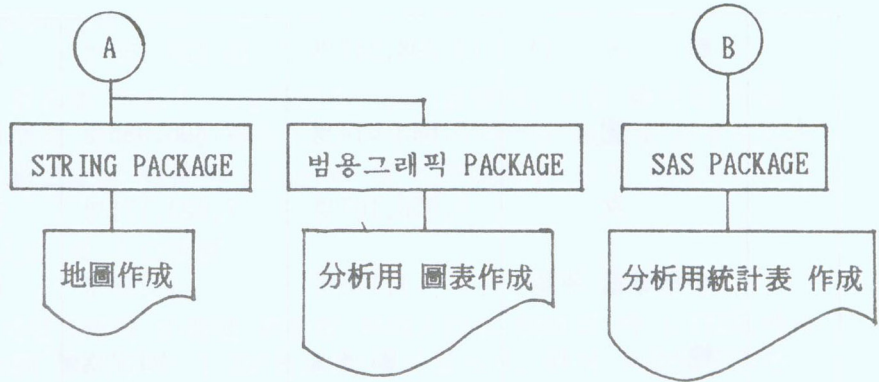 A
B
STRING PACKAGE
범용그래픽 PACKAGE
SAS PACKAGE
地圖作成
分析用 圖表作成
分析用統計表 作成